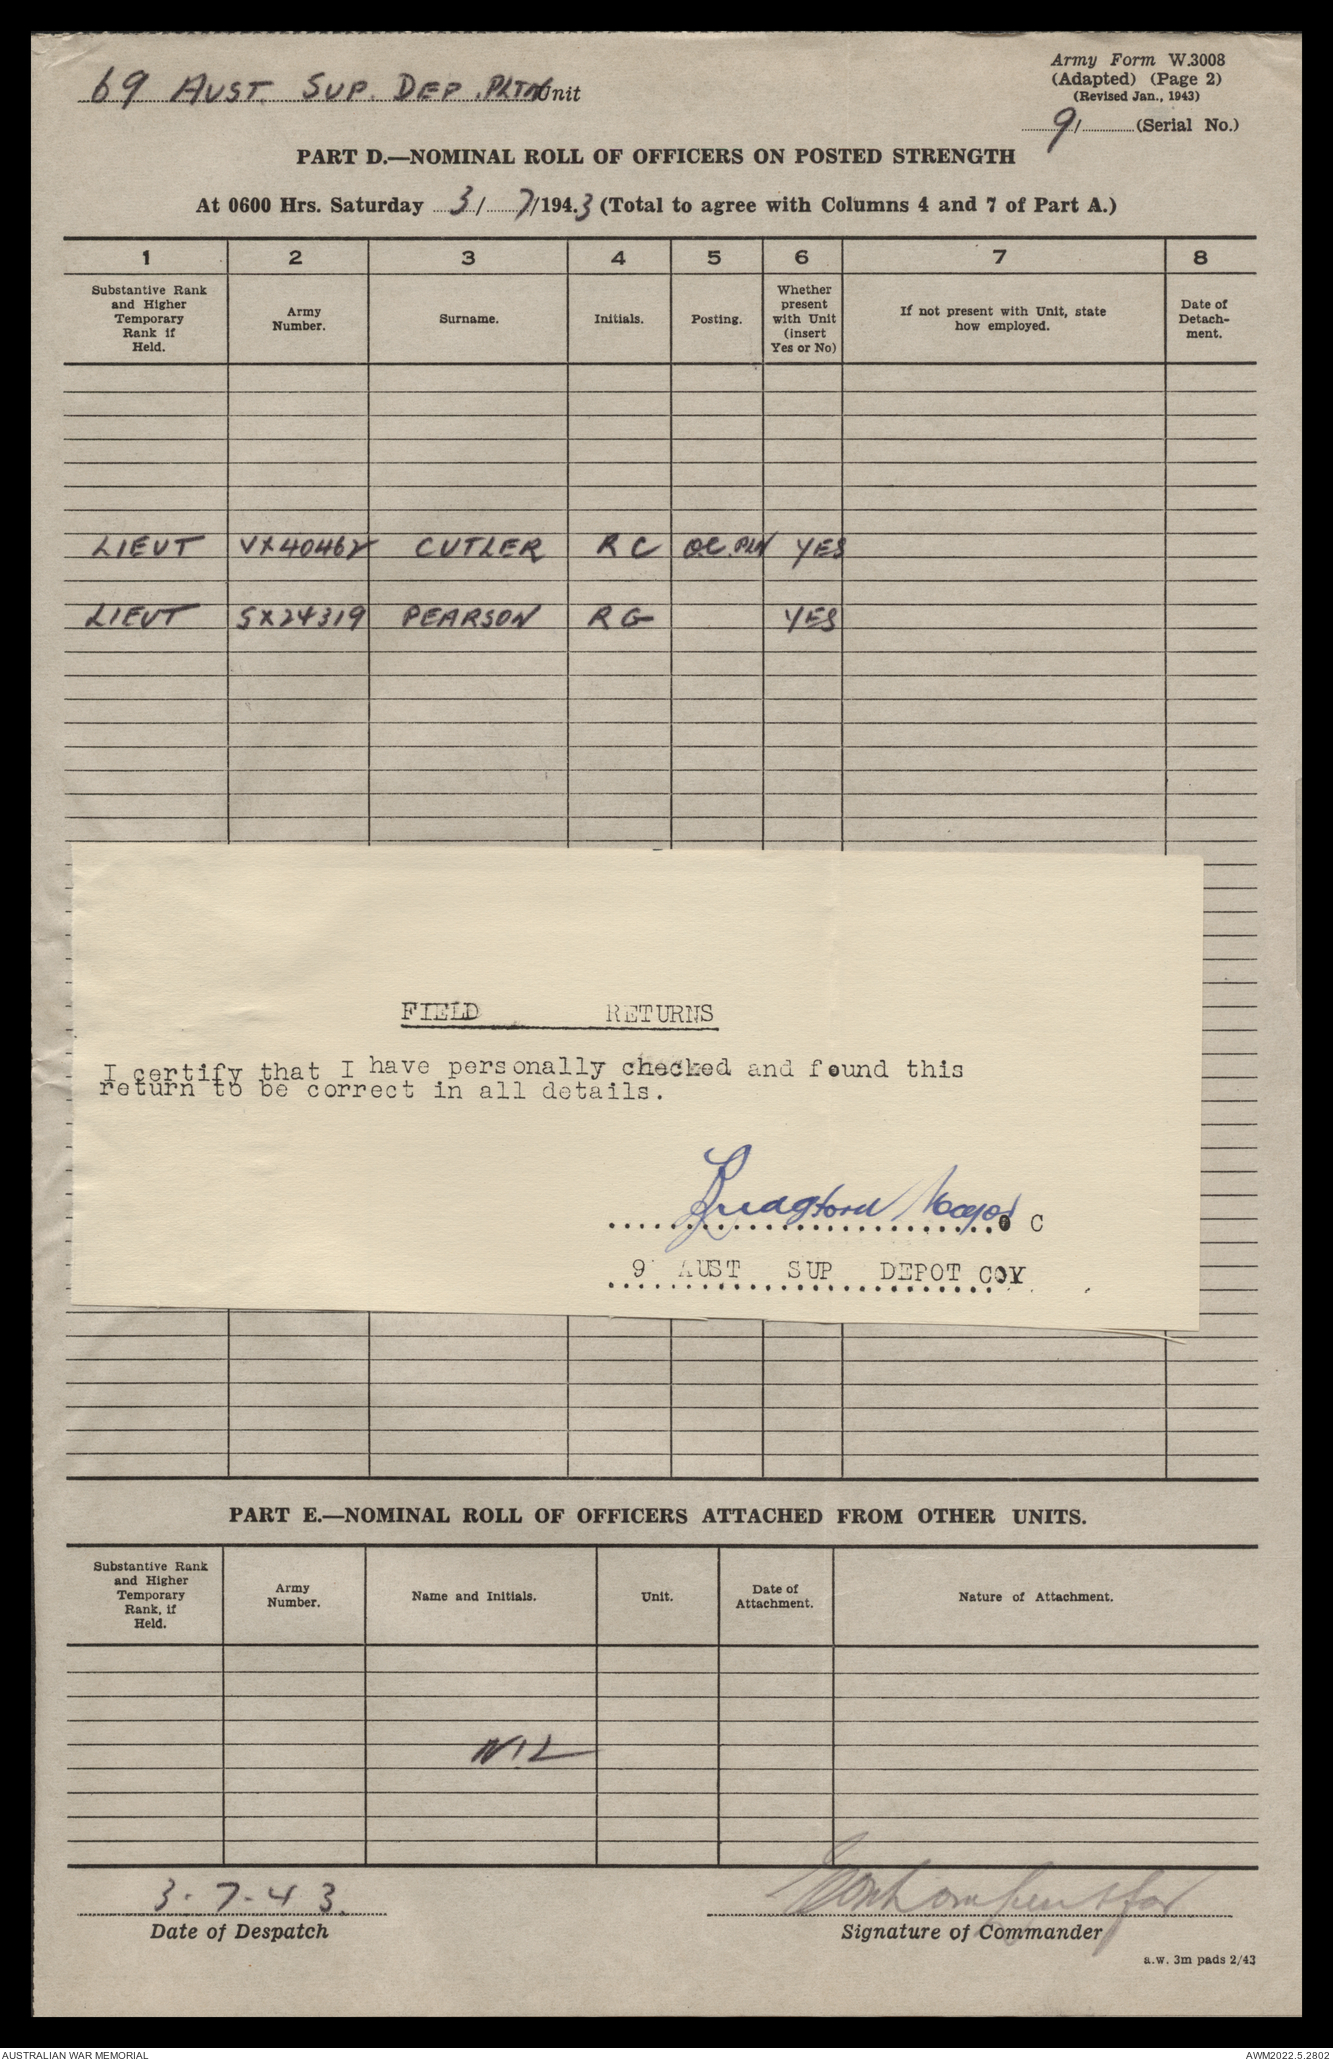 69 AUST. SUP. DEP. PLTN Unit
Army Form W.3008
(Adapted) (Page 2)
(Revised Jan., 1943)
9/ (Serial No.)
PART D.—NOMINAL ROLL OF OFFICERS ON POSTED STRENGTH
At 0600 Hrs. Saturday 3/7/1943 (Total to agree with Columns 4 and 7 of Part A.)
1 2 3 4 5 6 7 8
Substantive Rank and Higher Temporary Rank if Held.
Army Number.
Surname.
Initials.
Posting.
Whether present with Unit (insert Yes or No)
If not present with Unit, state how employed.
Date of Detach-ment.
LIEUT VX40462 CUTLER R C OC. PLN YES
LIEUT SX24319 PEARSON R G YES
FIELD RETURNS
I certify that I have personally checked and found this
return to be correct in all details.
Bridgford Major
C
9 AUST SUP DEPOT COY
PART E.—NOMINAL ROLL OF OFFICERS ATTACHED FROM OTHER UNITS.
Substantive Rank and Higher Temporary Rank, if Held.
Army Number.
Name and Initials.
Unit.
Date of Attachment.
Nature of Attachment.
NIL
3-7-43.
Date of Despatch
Signature of Commander
a.w. 3m pads 2/43
AUSTRALIAN WAR MEMORIAL
AWM2022.5.2802